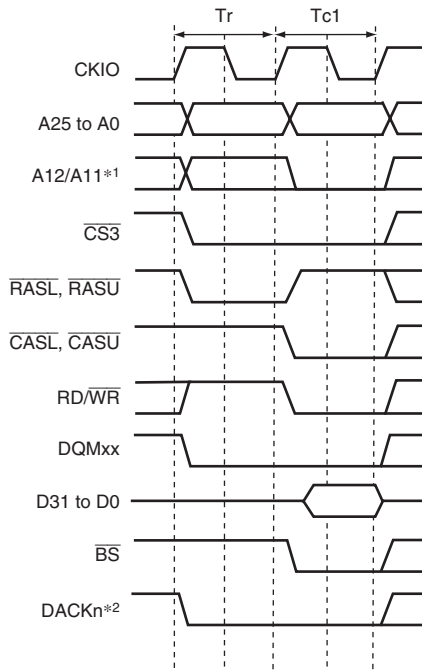 Tr Tc1
CKIO
A25 to A0
A12/A11*1
CS3
RASL, RASU
CASL, CASU
RD/WR
DQMxx
D31 to D0
BS
DACKn*2